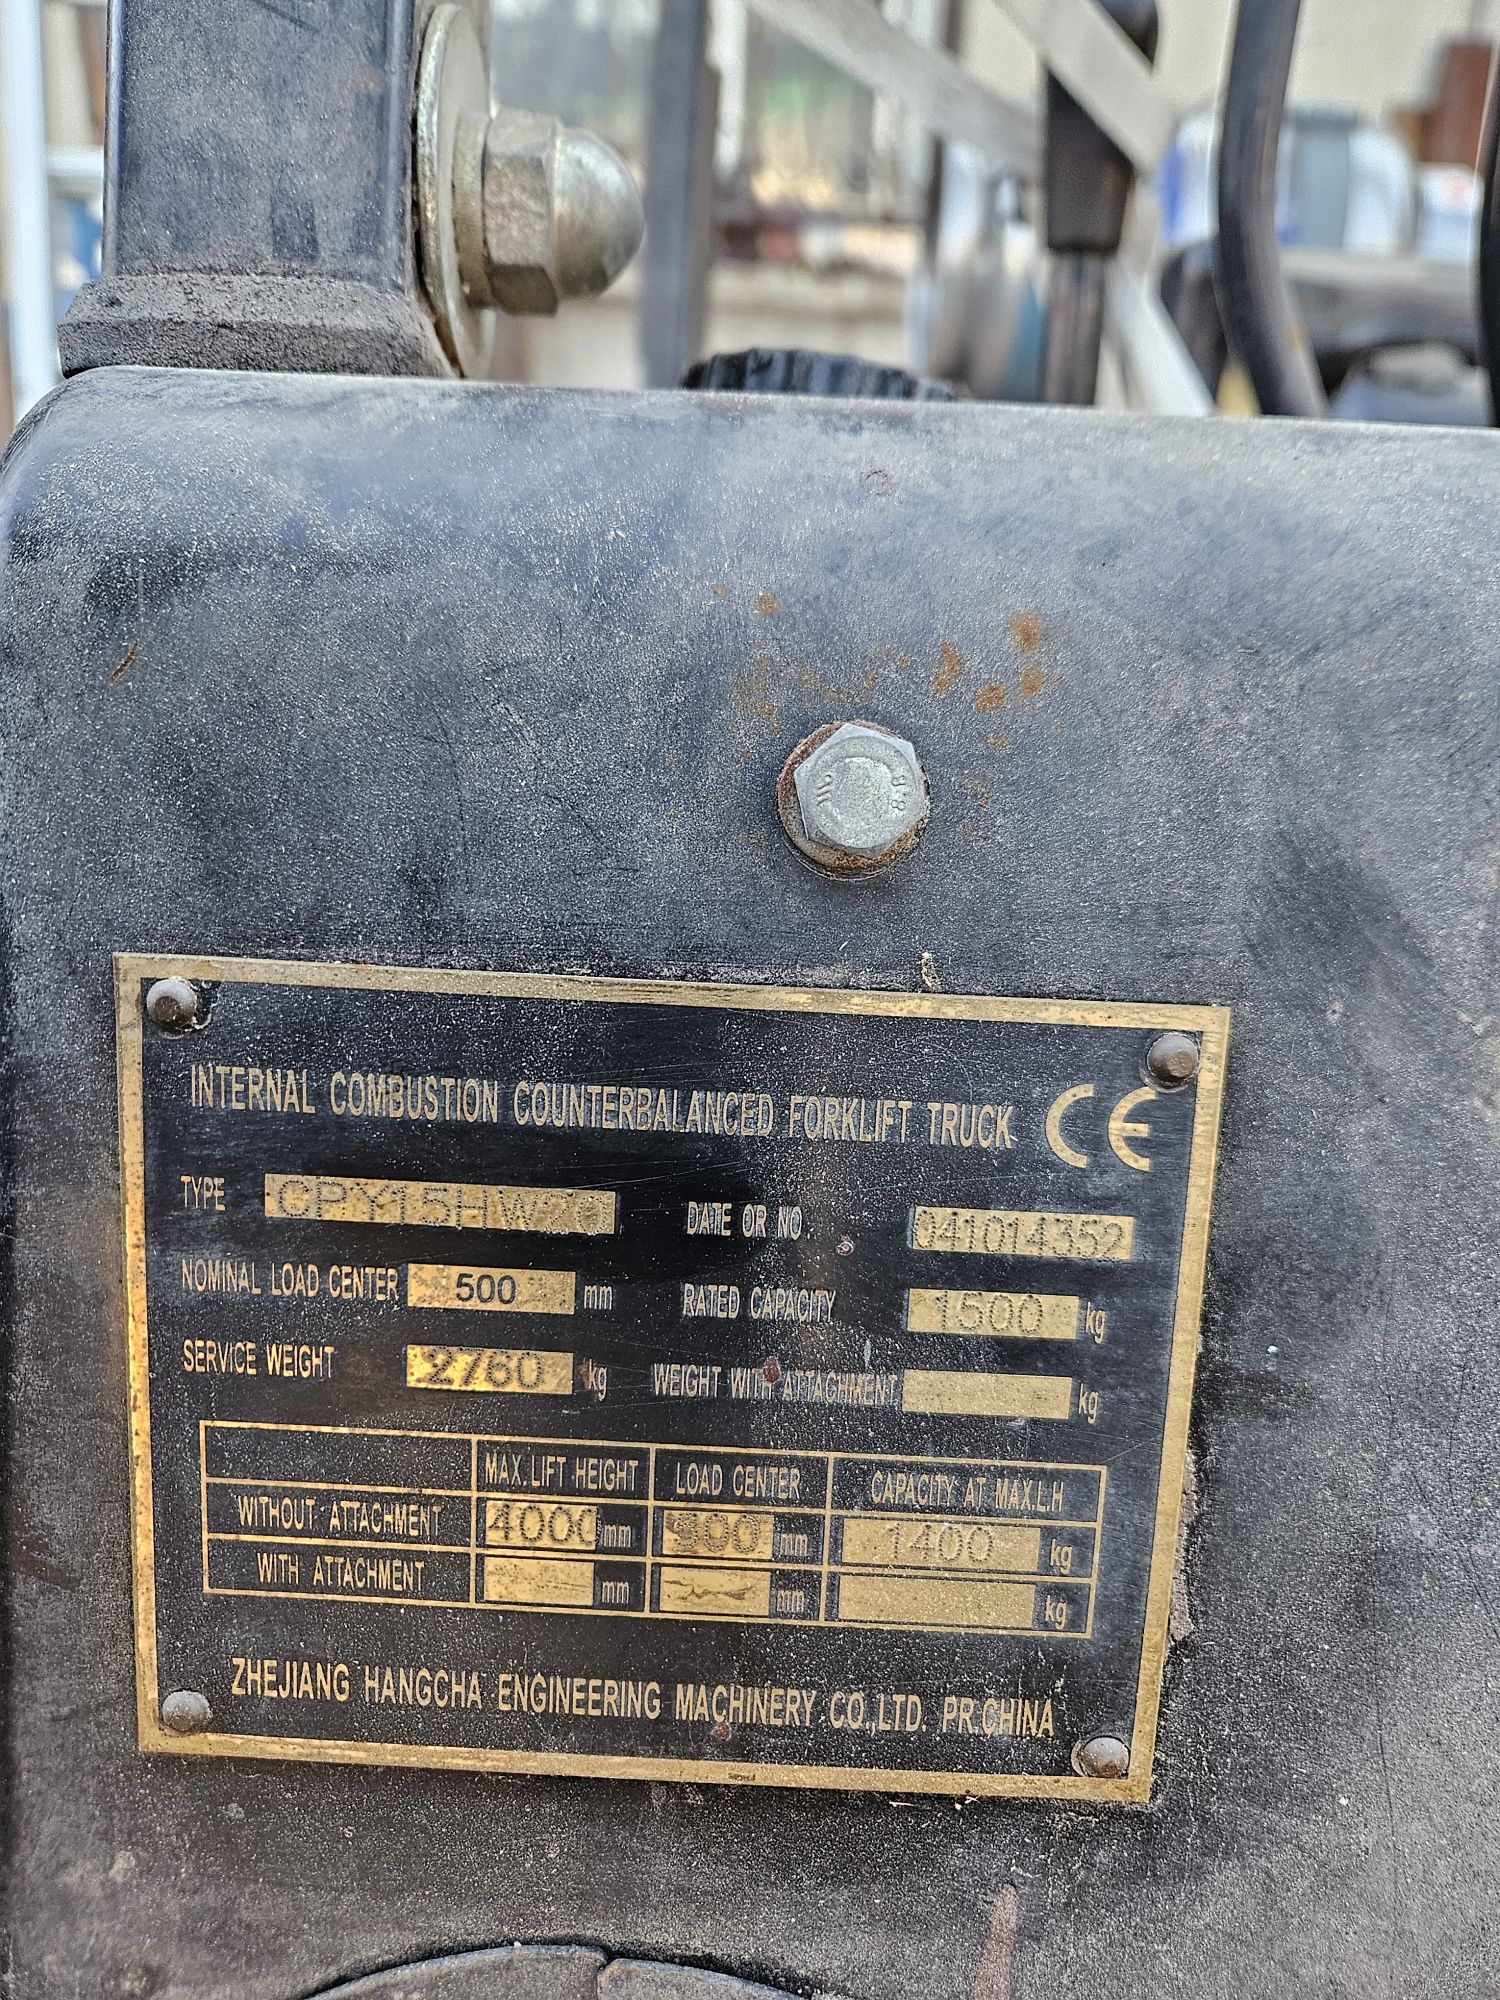 8.8
INTERNAL COMBUSTION COUNTERBALANCED FORKLIFT TRUCK CE
TYPE CPY15HW20 DATE OR NO. 041014352
NOMINAL LOAD CENTER 500 mm RATED CAPACITY 1500 kg
SERVICE WEIGHT 2760 kg WEIGHT WITH ATTACHMENT kg
MAX.LIFT HEIGHT LOAD CENTER CAPACITY AT MAX.L.H
WITHOUT ATTACHMENT 4000 mm mm 1400 kg
WITH ATTACHMENT mm mm kg
ZHEJIANG HANGCHA ENGINEERING MACHINERY CO.,LTD. PR.CHINA